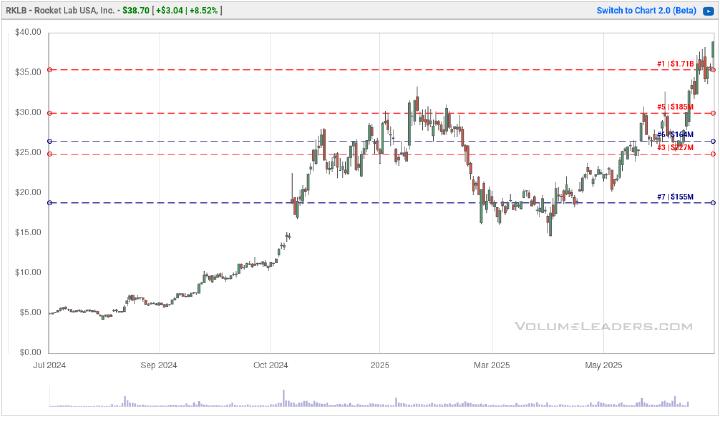 RKLB - Rocket Lab USA, Inc. - $38.70 [ +$3.04 | +8.52% ]
Switch to Chart 2.0 (Beta)
$40.00
#1 | $1.71B
$35.00
#5 | $185M
$30.00
$25.00
#3 | $227M
$20.00
#7 | $155M
$15.00
$10.00
$5.00
VOLUMELEADERS.COM
$0.00
Jul 2024 Sep 2024 Oct 2024 2025 Mar 2025 May 2025